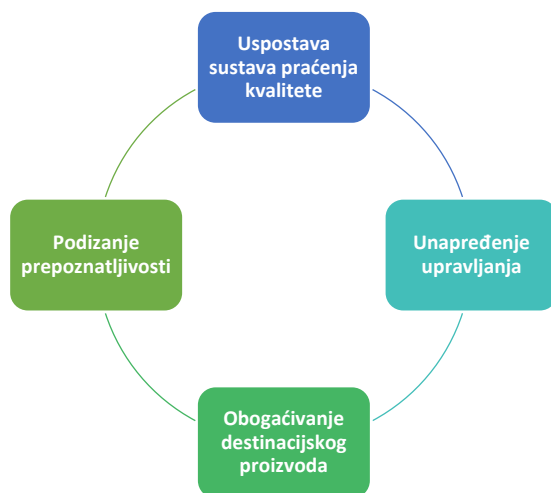 Uspostava
sustava praćenja
kvalitete
Podizanje
prepoznatljivosti
Unapređenje
upravljanja
Obogaćivanje
destinacijskog
proizvoda